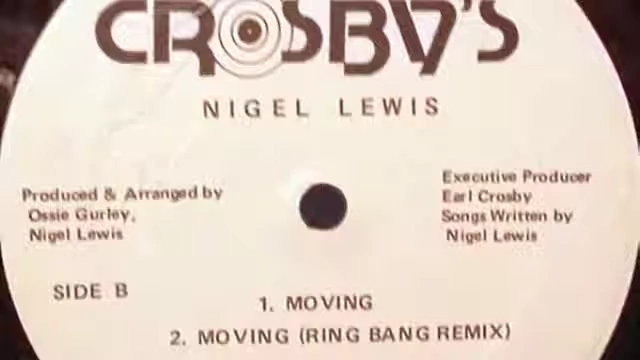 CROSBY'S
NIGEL LEWIS
Produced & Arranged by
Ossie Gurley,
Nigel Lewis
Executive Producer
Earl Crosby
Songs Written by
Nigel Lewis
SIDE B
1. MOVING
2. MOVING (RING BANG REMIX)